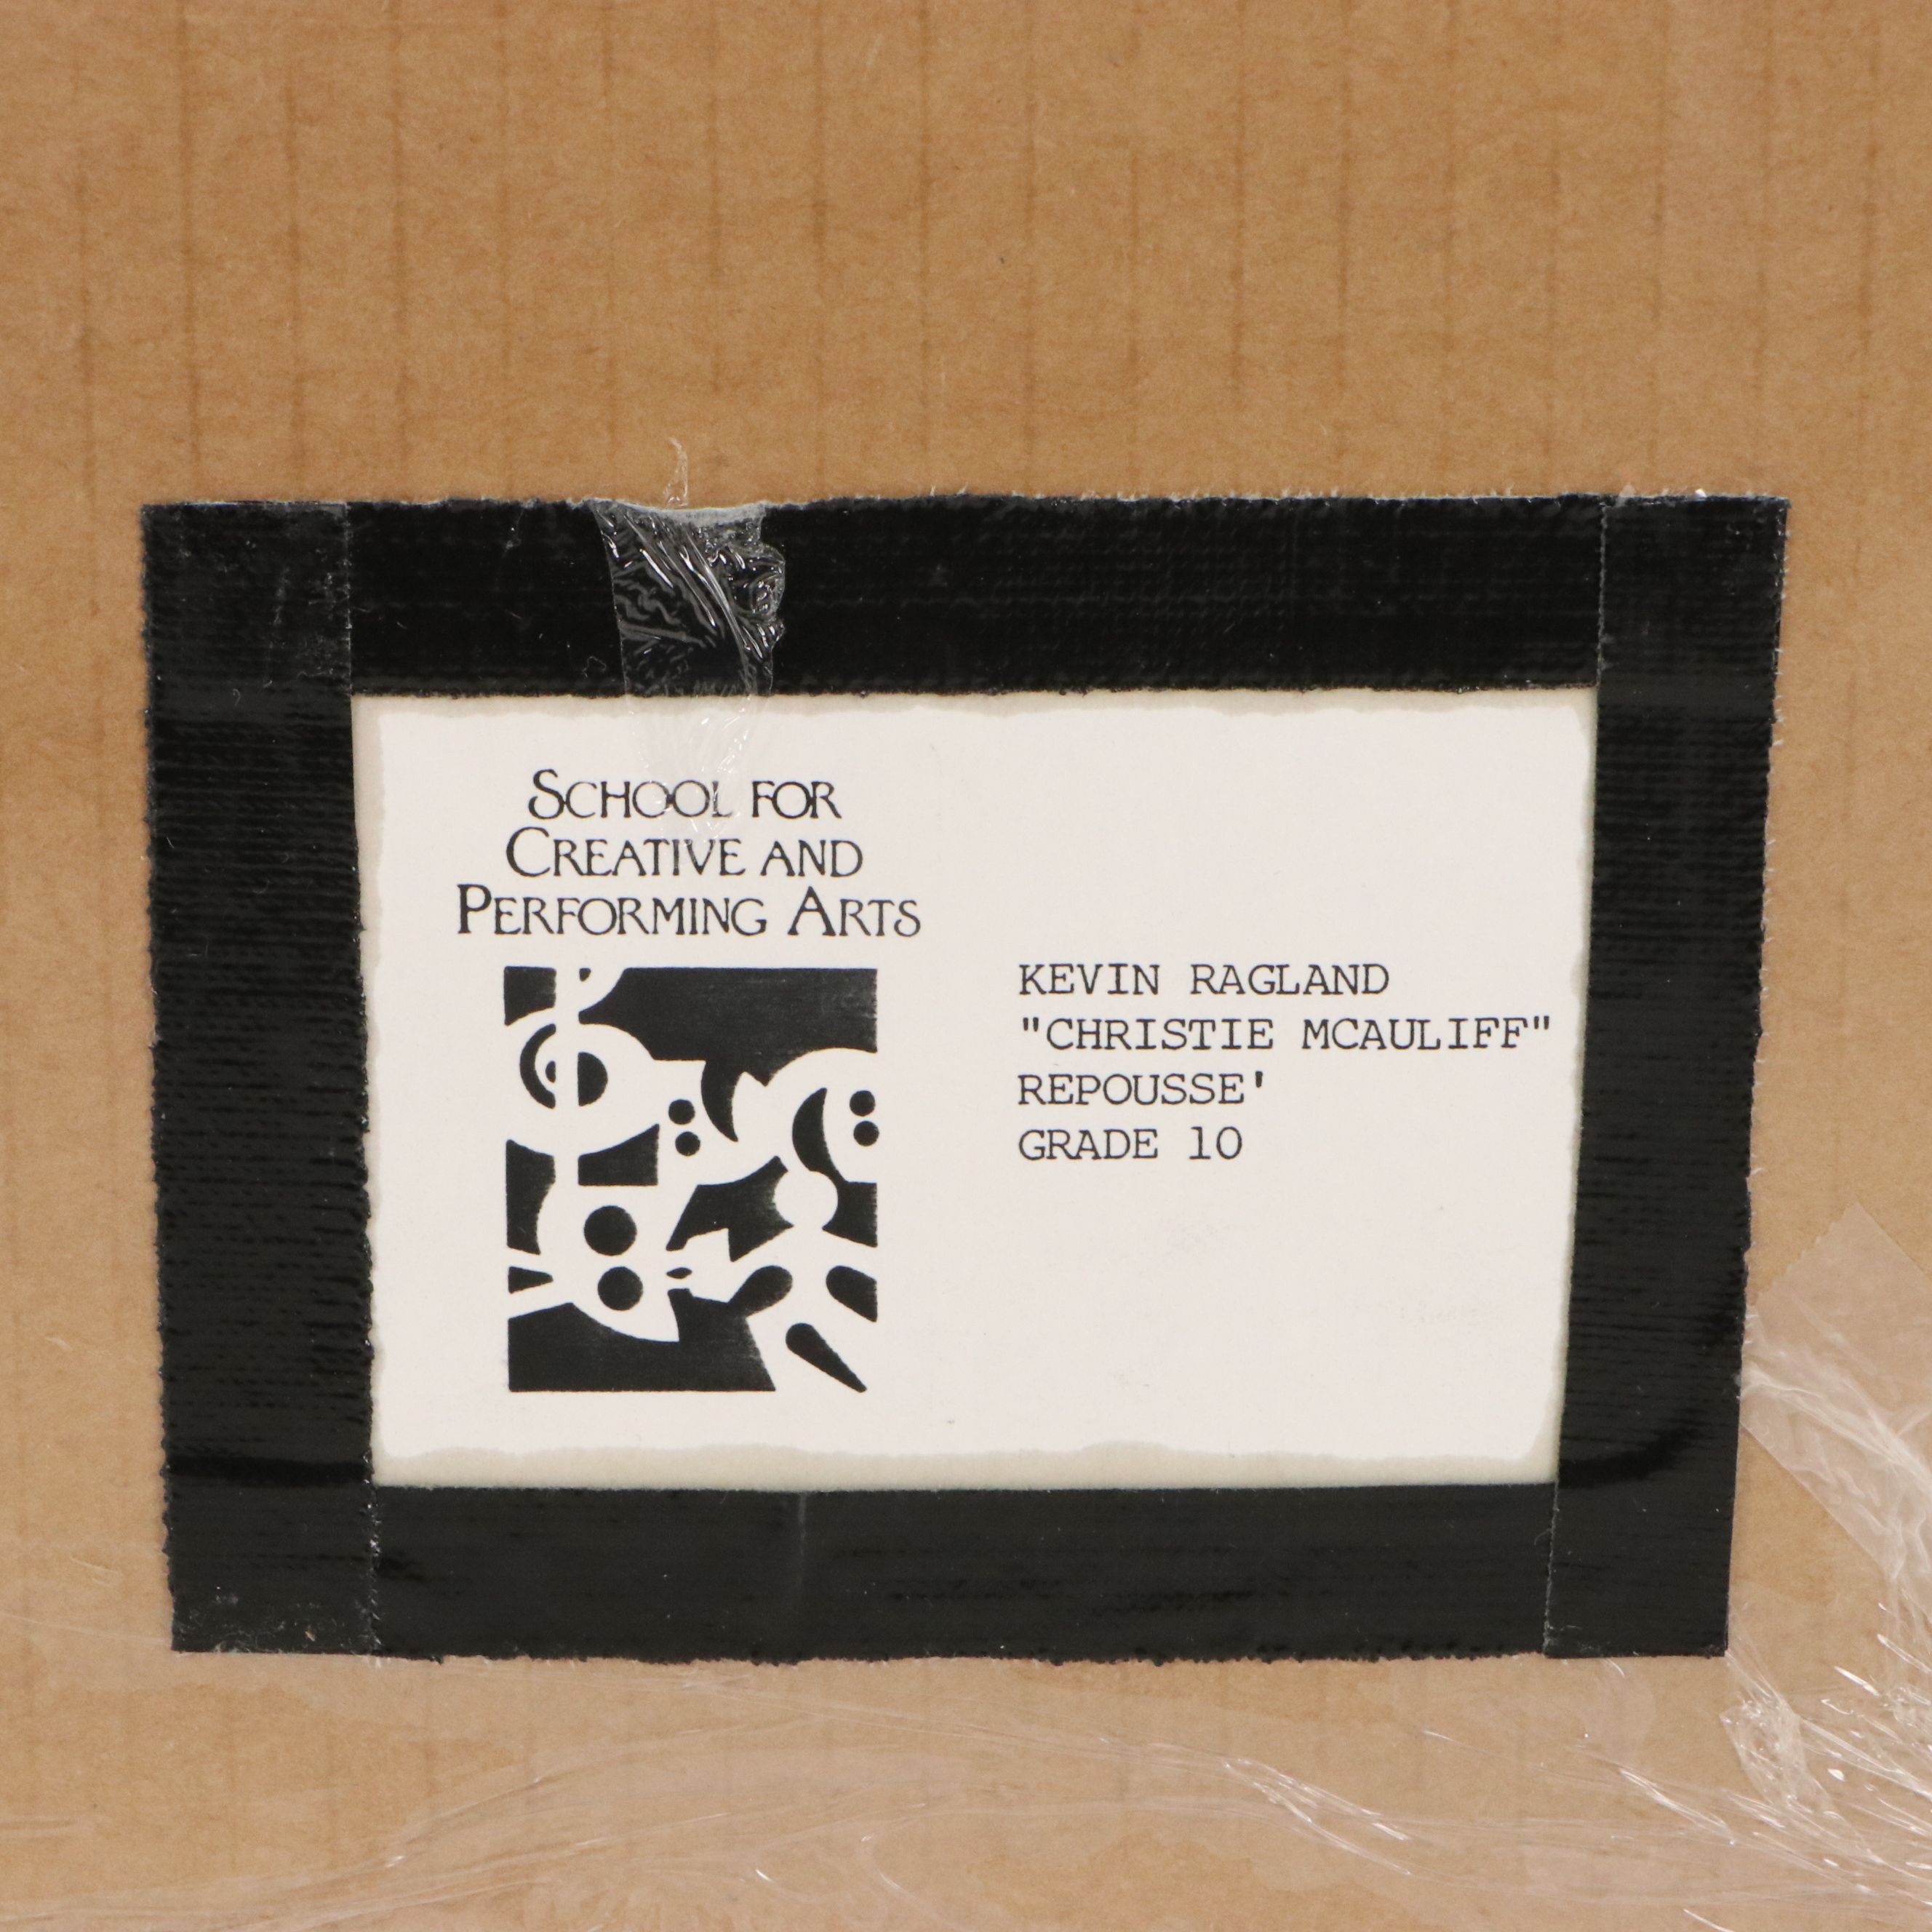 SCHOOL FOR
CREATIVE AND
PERFORMING ARTS
KEVIN RAGLAND
"CHRISTIE MCAULIFF"
REPOUSSE'
GRADE 10